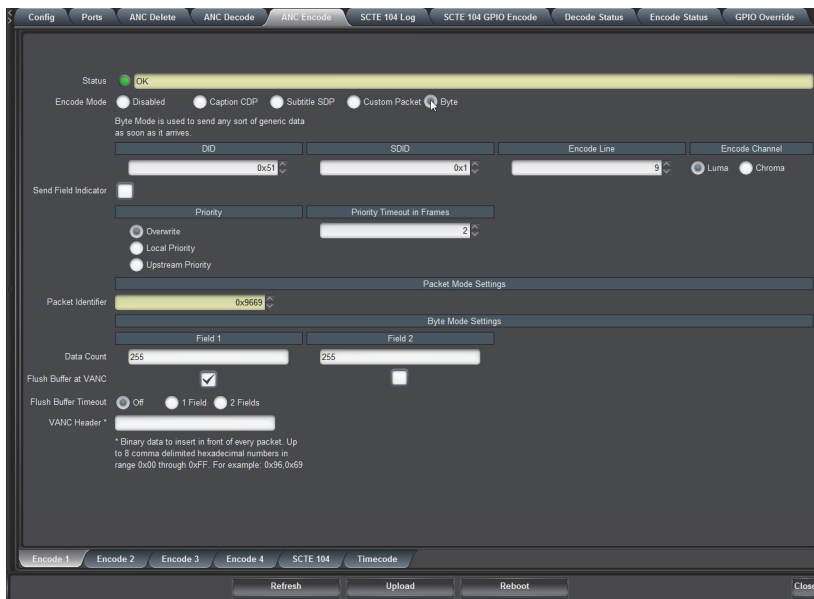 Config Ports ANC Delete ANC Decode ANC Encode SCTE 104 Log SCTE 104 GPIO Encode Decode Status Encode Status GPIO Override
Status OK
Encode Mode Disabled Caption CDP Subtitle SDP Custom Packet Byte
Byte Mode is used to send any sort of generic data
as soon as it arrives.
DID SDID Encode Line Encode Channel
0x51 0x1 9 Luma Chroma
Send Field Indicator
Priority Priority Timeout in Frames
Overwrite 2
Local Priority
Upstream Priority
Packet Mode Settings
Packet Identifier 0x9669
Byte Mode Settings
Field 1 Field 2
Data Count 255 255
Flush Buffer at VANC
Flush Buffer Timeout Off 1 Field 2 Fields
VANC Header *
* Binary data to insert in front of every packet. Up
to 8 comma delimited hexadecimal numbers in
range 0x00 through 0xFF. For example: 0x96,0x69
Encode 1 Encode 2 Encode 3 Encode 4 SCTE 104 Timecode
Refresh Upload Reboot Close